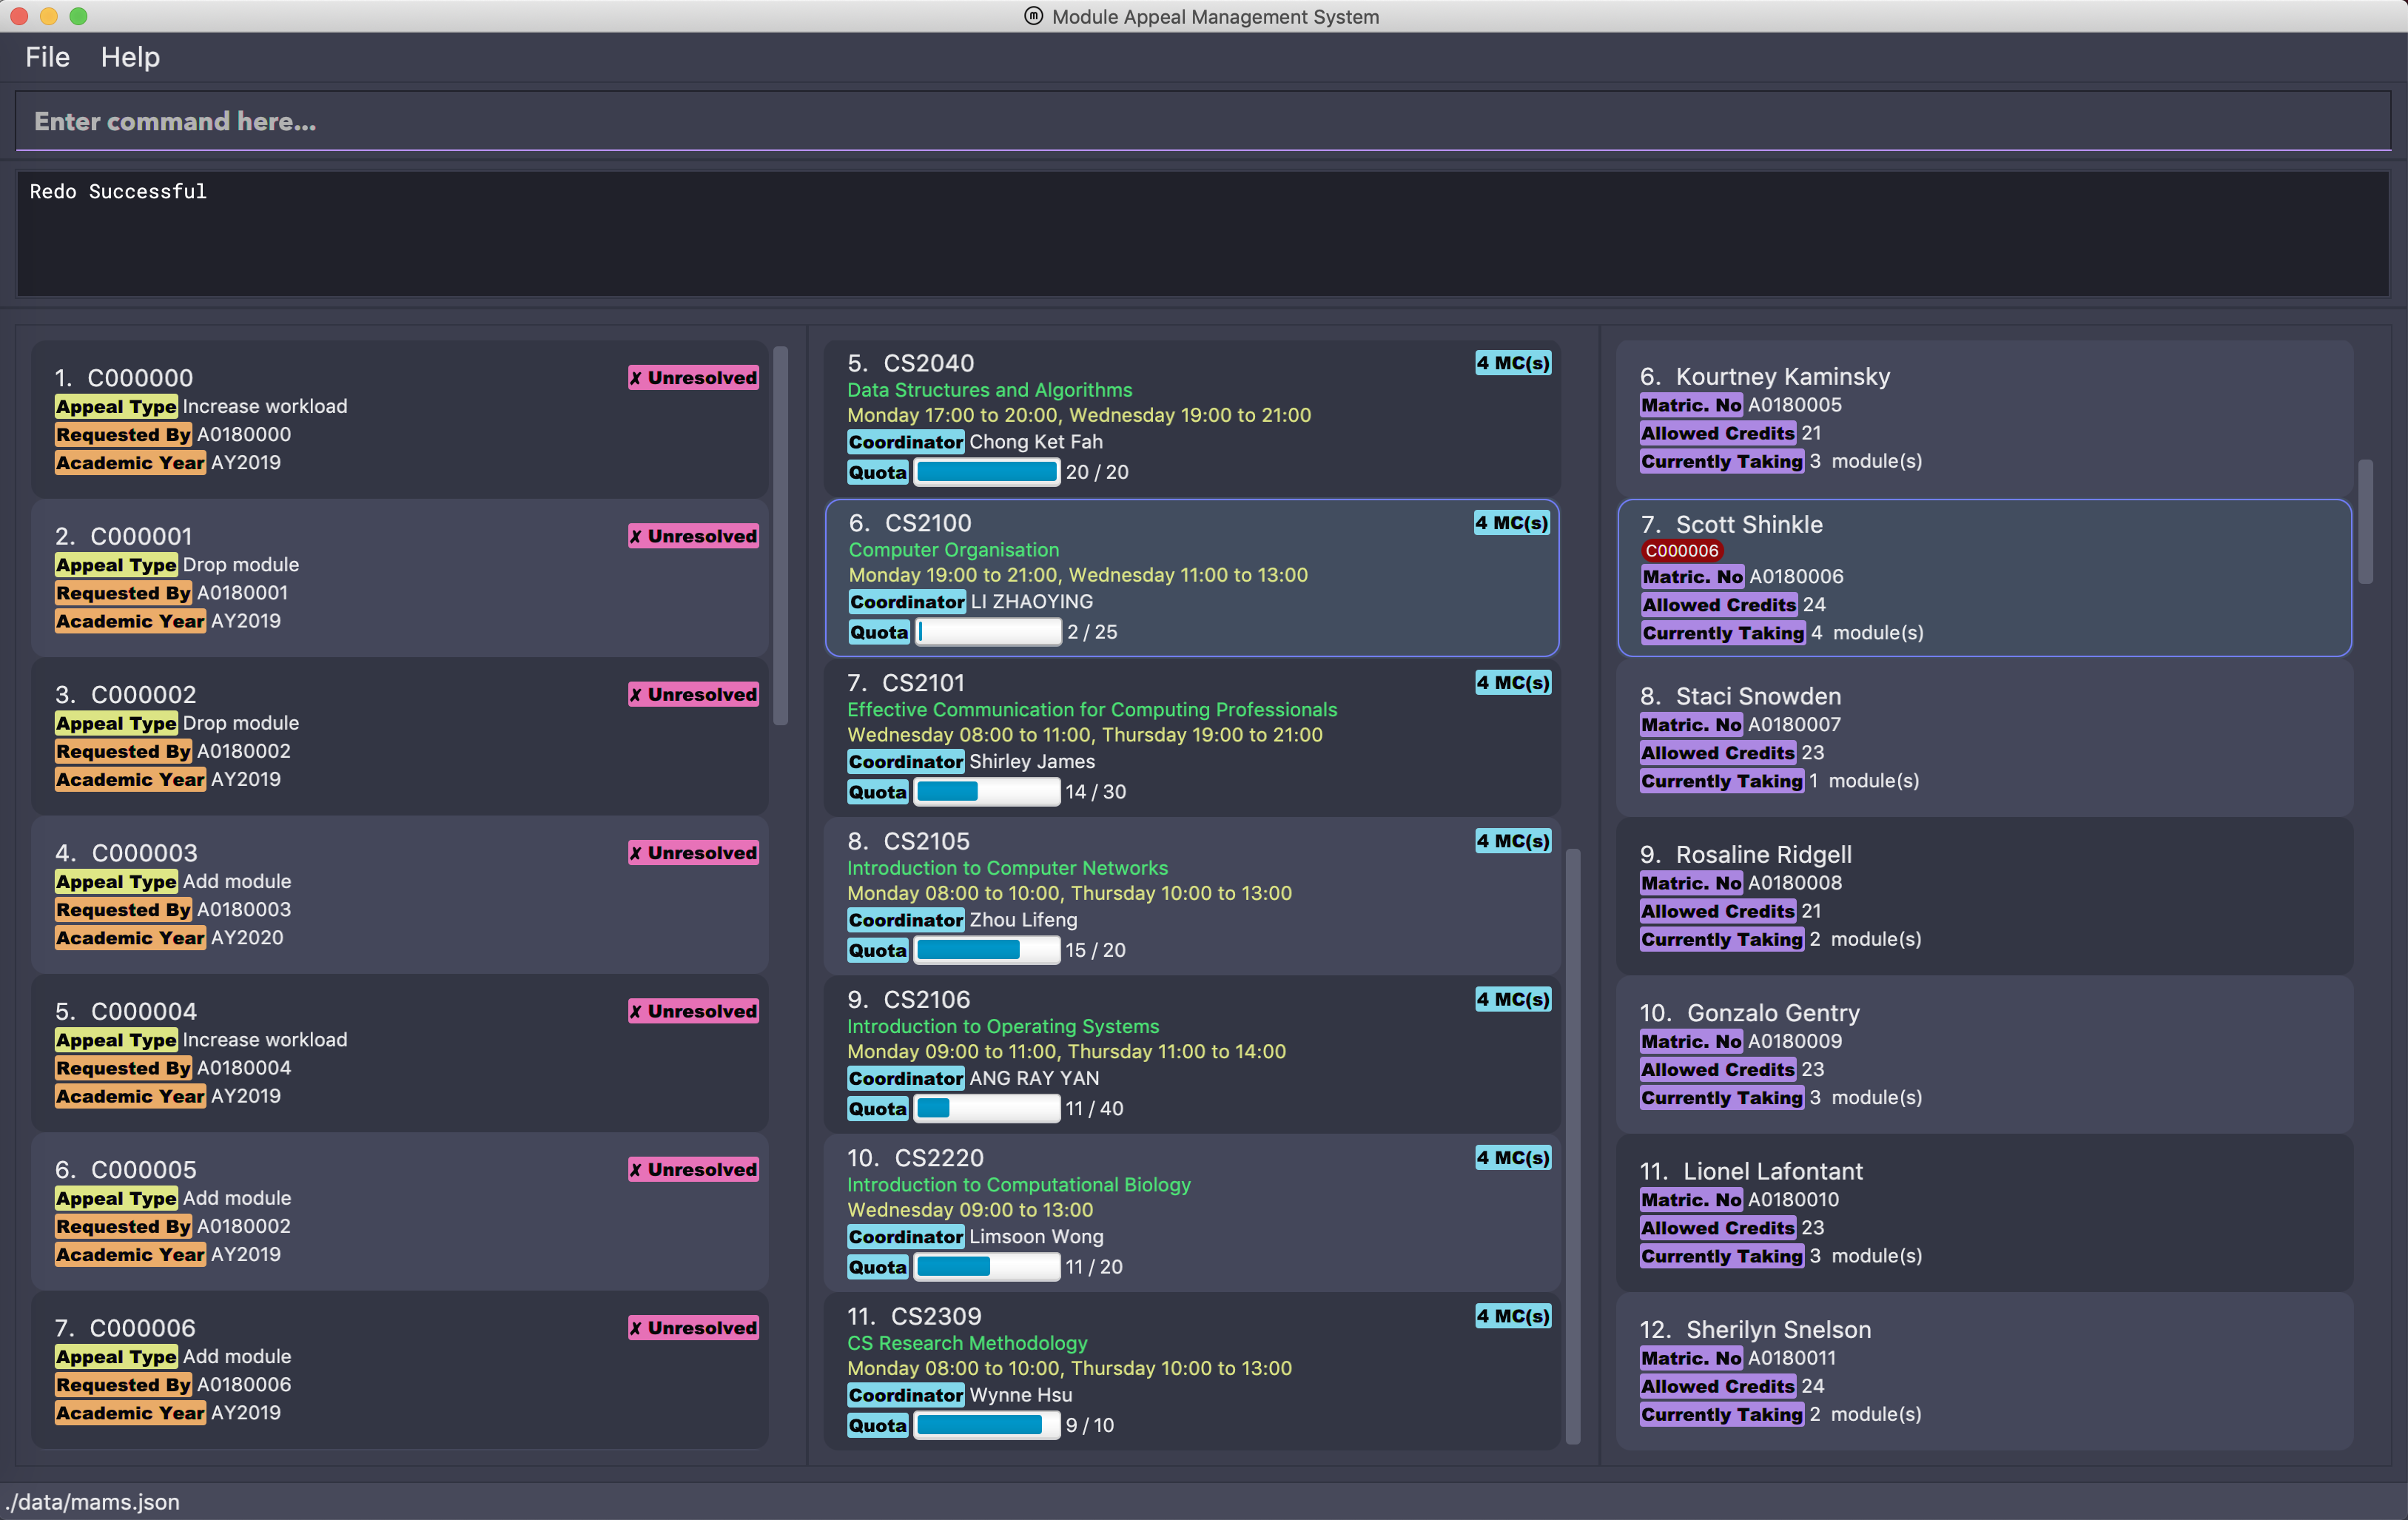 ⓜ Module Appeal Management System
File Help
Enter command here...
Redo Successful
1. C000000 ✗ Unresolved
Appeal Type Increase workload
Requested By A0180000
Academic Year AY2019
2. C000001 ✗ Unresolved
Appeal Type Drop module
Requested By A0180001
Academic Year AY2019
3. C000002 ✗ Unresolved
Appeal Type Drop module
Requested By A0180002
Academic Year AY2019
4. C000003 ✗ Unresolved
Appeal Type Add module
Requested By A0180003
Academic Year AY2020
5. C000004 ✗ Unresolved
Appeal Type Increase workload
Requested By A0180004
Academic Year AY2019
6. C000005 ✗ Unresolved
Appeal Type Add module
Requested By A0180002
Academic Year AY2019
7. C000006 ✗ Unresolved
Appeal Type Add module
Requested By A0180006
Academic Year AY2019
5. CS2040 4 MC(s)
Data Structures and Algorithms
Monday 17:00 to 20:00, Wednesday 19:00 to 21:00
Coordinator Chong Ket Fah
Quota 20 / 20
6. CS2100 4 MC(s)
Computer Organisation
Monday 19:00 to 21:00, Wednesday 11:00 to 13:00
Coordinator LI ZHAOYING
Quota 2 / 25
7. CS2101 4 MC(s)
Effective Communication for Computing Professionals
Wednesday 08:00 to 11:00, Thursday 19:00 to 21:00
Coordinator Shirley James
Quota 14 / 30
8. CS2105 4 MC(s)
Introduction to Computer Networks
Monday 08:00 to 10:00, Thursday 10:00 to 13:00
Coordinator Zhou Lifeng
Quota 15 / 20
9. CS2106 4 MC(s)
Introduction to Operating Systems
Monday 09:00 to 11:00, Thursday 11:00 to 14:00
Coordinator ANG RAY YAN
Quota 11 / 40
10. CS2220 4 MC(s)
Introduction to Computational Biology
Wednesday 09:00 to 13:00
Coordinator Limsoon Wong
Quota 11 / 20
11. CS2309 4 MC(s)
CS Research Methodology
Monday 08:00 to 10:00, Thursday 10:00 to 13:00
Coordinator Wynne Hsu
Quota 9 / 10
6. Kourtney Kaminsky
Matric. No A0180005
Allowed Credits 21
Currently Taking 3 module(s)
7. Scott Shinkle
C000006
Matric. No A0180006
Allowed Credits 24
Currently Taking 4 module(s)
8. Staci Snowden
Matric. No A0180007
Allowed Credits 23
Currently Taking 1 module(s)
9. Rosaline Ridgell
Matric. No A0180008
Allowed Credits 21
Currently Taking 2 module(s)
10. Gonzalo Gentry
Matric. No A0180009
Allowed Credits 23
Currently Taking 3 module(s)
11. Lionel Lafontant
Matric. No A0180010
Allowed Credits 23
Currently Taking 3 module(s)
12. Sherilyn Snelson
Matric. No A0180011
Allowed Credits 24
Currently Taking 2 module(s)
./data/mams.json